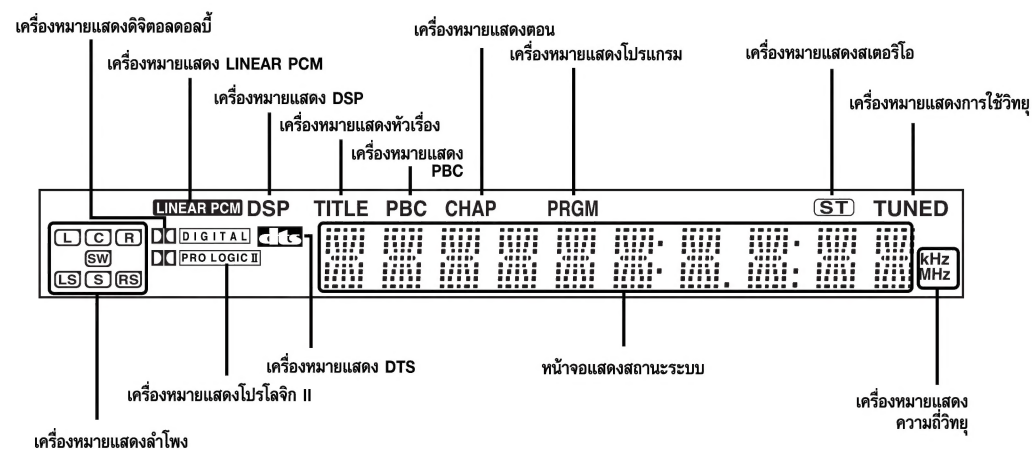 เครื่องหมายแสดงดิจิตอลดอลบี้
เครื่องหมายแสดงตอน
เครื่องหมายแสดงโปรแกรม
เครื่องหมายแสดงสเตอริโอ
เครื่องหมายแสดง LINEAR PCM
เครื่องหมายแสดง DSP
เครื่องหมายแสดงการใช้วิทยุ
เครื่องหมายแสดงหัวเรื่อง
เครื่องหมายแสดง
PBC
LINEAR PCM DSP TITLE PBC CHAP PRGM ST TUNED
L C R DIGITAL dts
SW PRO LOGIC II kHz
LS S RS MHz
เครื่องหมายแสดง DTS
หน้าจอแสดงสถานะระบบ
เครื่องหมายแสดงโปรโลจิก II
เครื่องหมายแสดง
ความถี่วิทยุ
เครื่องหมายแสดงลำโพง